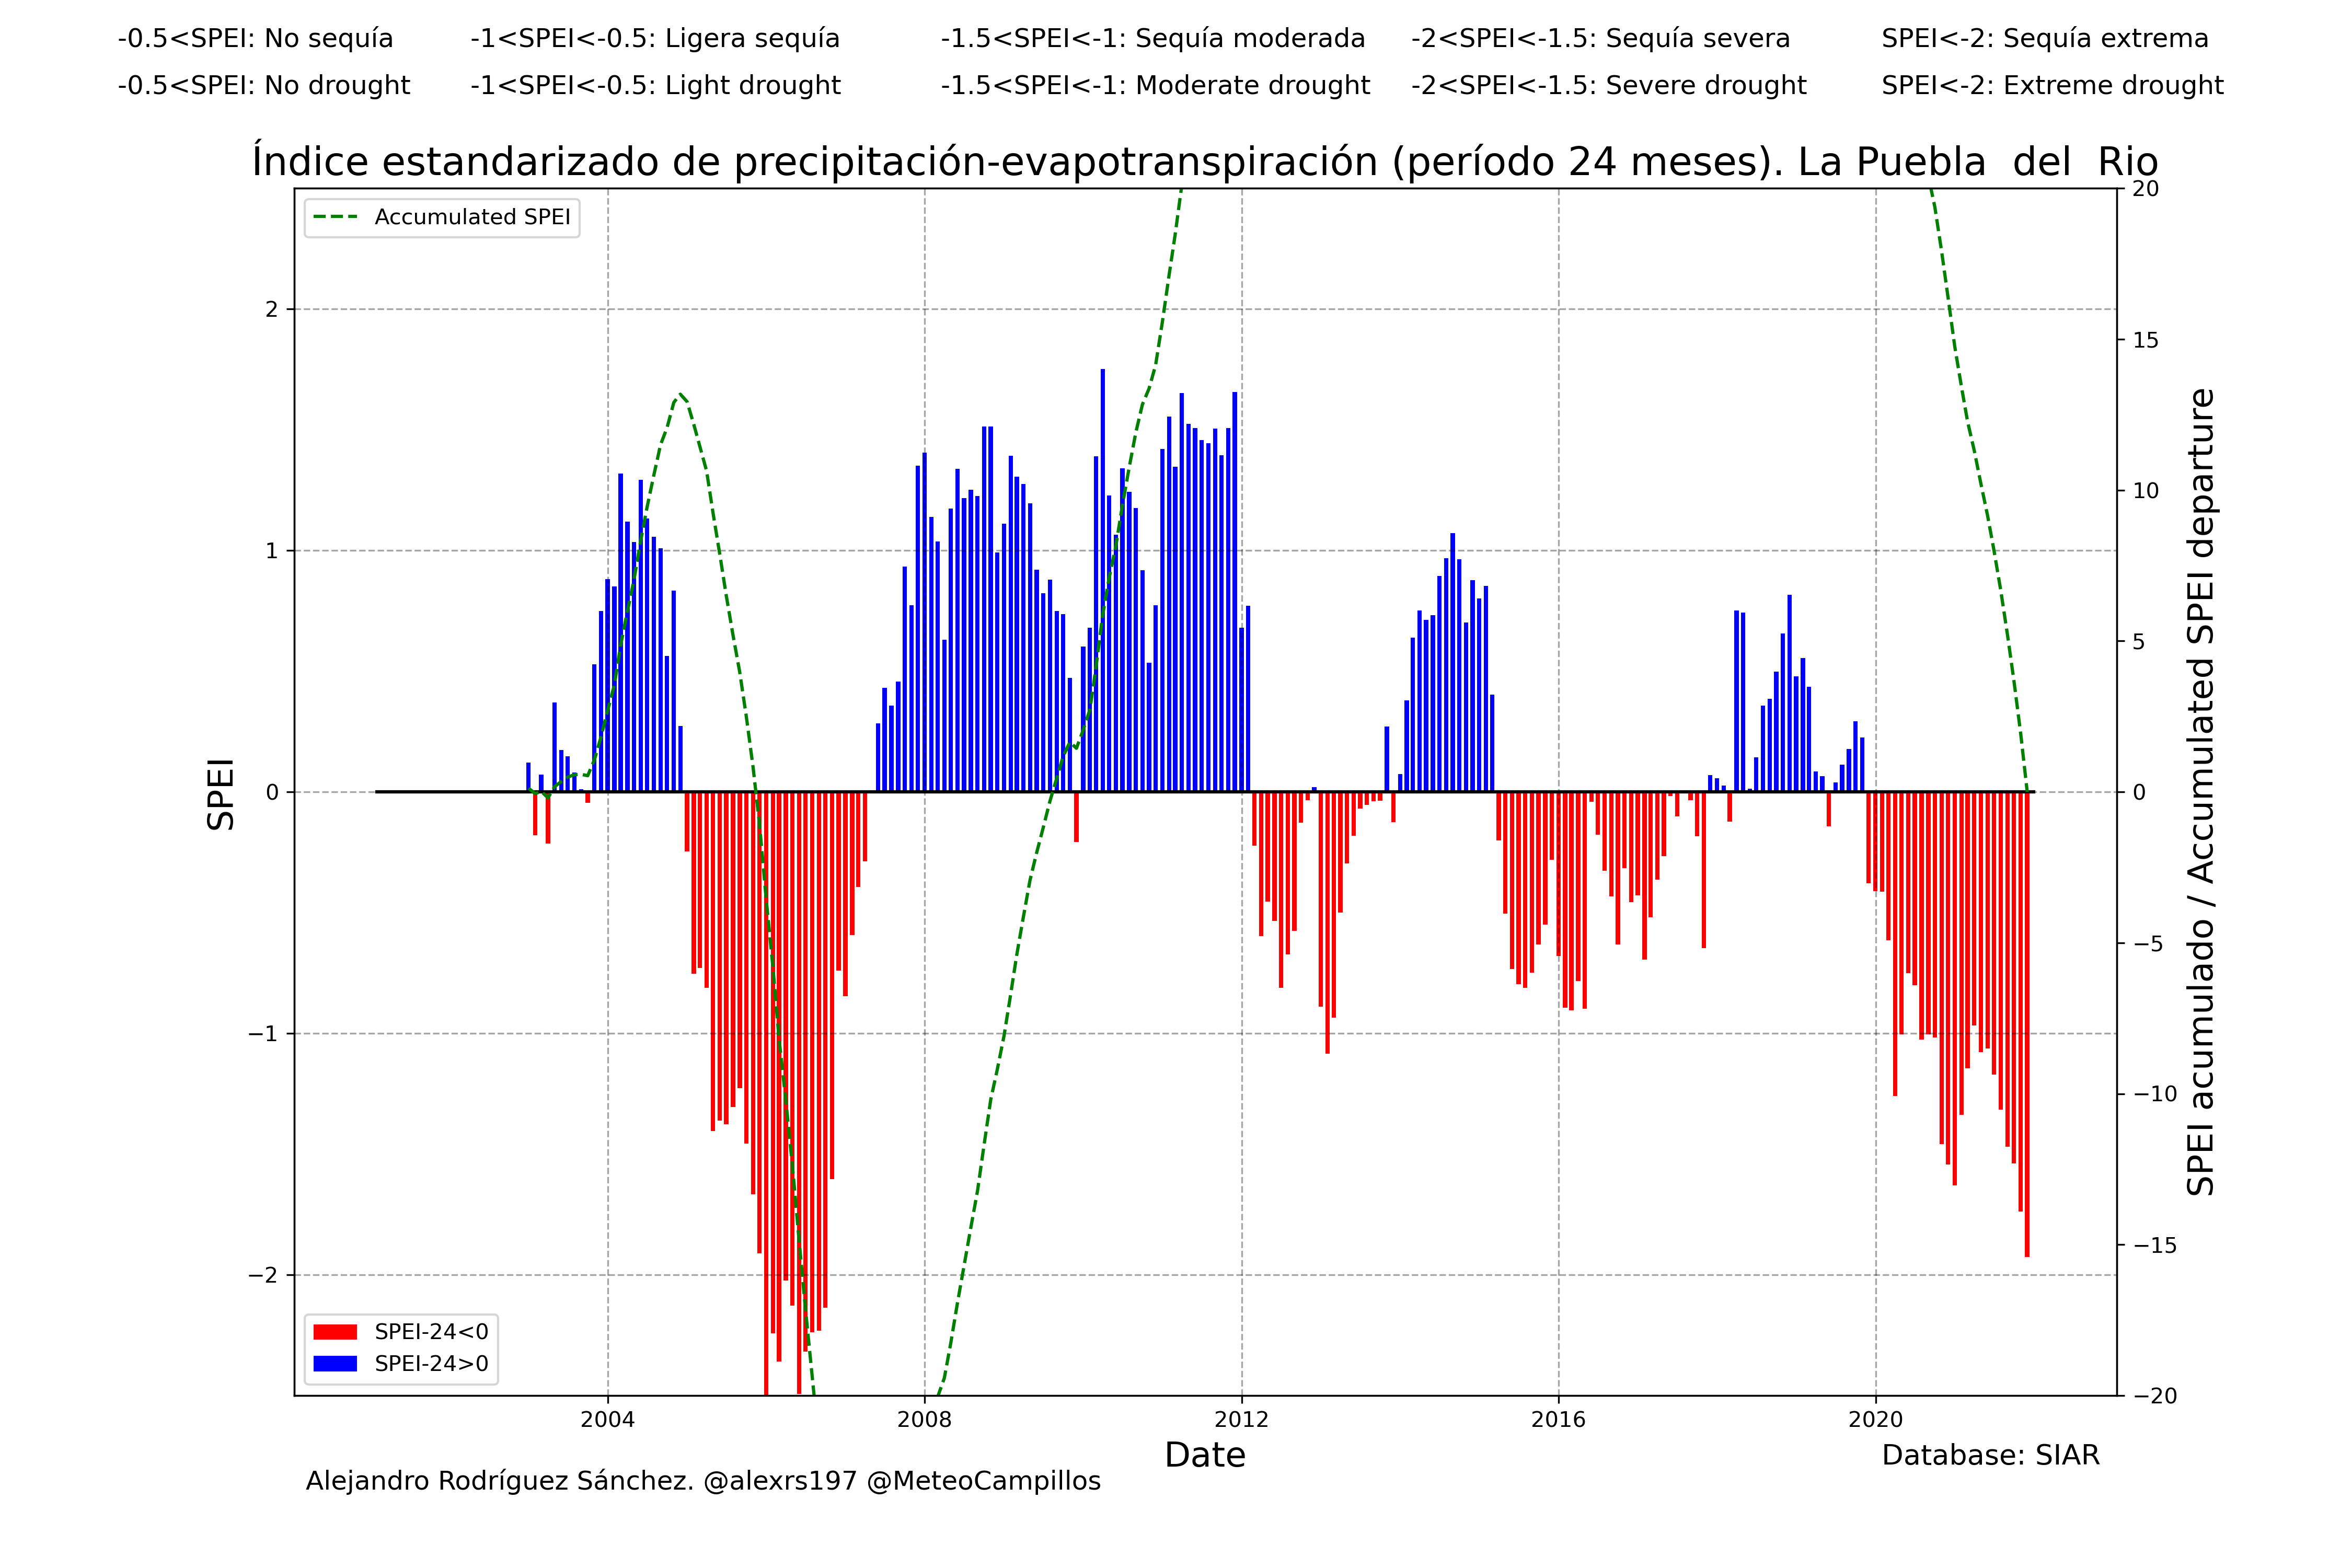 -0.5<SPEI: No sequía -1<SPEI<-0.5: Ligera sequía -1.5<SPEI<-1: Sequía moderada -2<SPEI<-1.5: Sequía severa SPEI<-2: Sequía extrema
-0.5<SPEI: No drought -1<SPEI<-0.5: Light drought -1.5<SPEI<-1: Moderate drought -2<SPEI<-1.5: Severe drought SPEI<-2: Extreme drought
Índice estandarizado de precipitación-evapotranspiración (período 24 meses). La Puebla  del  Rio
Accumulated SPEI
SPEI
2
1
0
−1
−2
20
15
10
5
0
−5
−10
−15
−20
SPEI acumulado / Accumulated SPEI departure
SPEI-24<0
SPEI-24>0
2004 2008 2012 2016 2020
Date
Database: SIAR
Alejandro Rodríguez Sánchez. @alexrs197 @MeteoCampillos